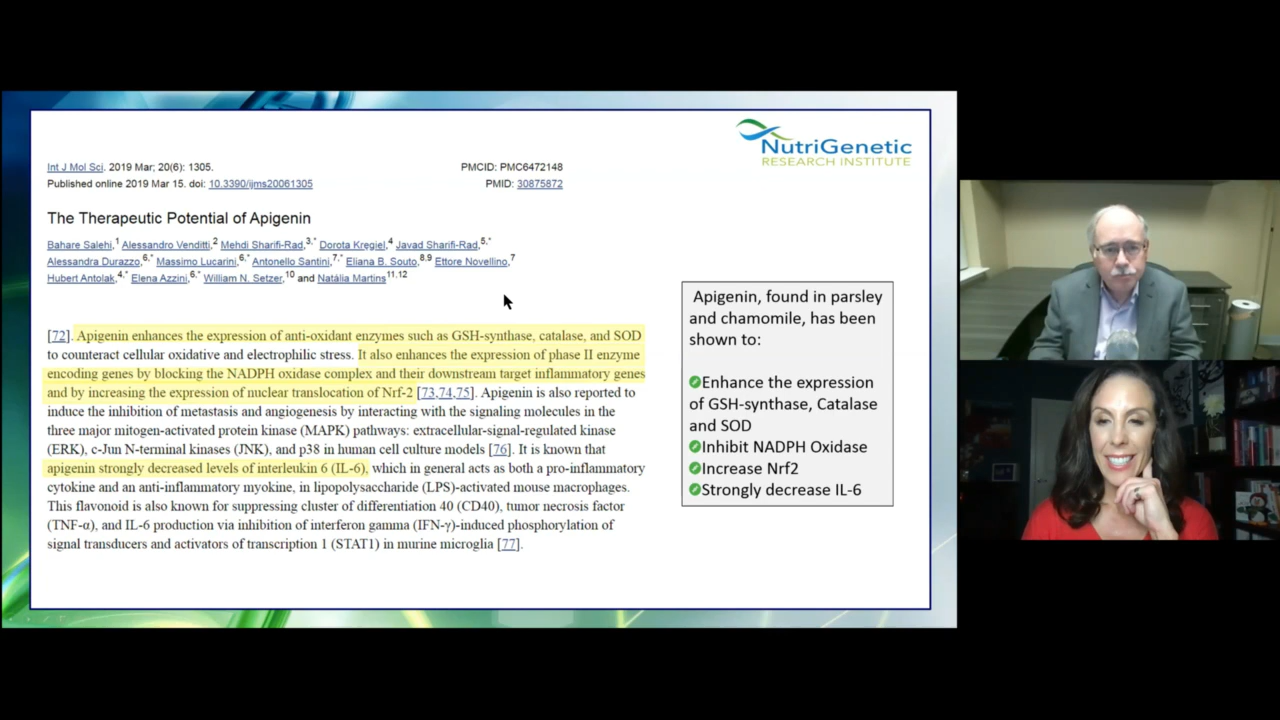 NutriGenetic
RESEARCH INSTITUTE
Int J Mol Sci. 2019 Mar; 20(6): 1305.
PMCID: PMC6472148
Published online 2019 Mar 15. doi: 10.3390/ijms20061305
PMID: 30875872
The Therapeutic Potential of Apigenin
Bahare Salehi,1 Alessandro Venditti,2 Mehdi Sharifi-Rad,3,* Dorota Kręgiel,4 Javad Sharifi-Rad,5,*
Alessandra Durazzo,6,* Massimo Lucarini,6,* Antonello Santini,7,* Eliana B. Souto,8,9 Ettore Novellino,7
Hubert Antolak,4,* Elena Azzini,6,* William N. Setzer,10 and Natália Martins11,12
[72]. Apigenin enhances the expression of anti-oxidant enzymes such as GSH-synthase, catalase, and SOD
to counteract cellular oxidative and electrophilic stress. It also enhances the expression of phase II enzyme
encoding genes by blocking the NADPH oxidase complex and their downstream target inflammatory genes
and by increasing the expression of nuclear translocation of Nrf-2 [73,74,75]. Apigenin is also reported to
induce the inhibition of metastasis and angiogenesis by interacting with the signaling molecules in the
three major mitogen-activated protein kinase (MAPK) pathways: extracellular-signal-regulated kinase
(ERK), c-Jun N-terminal kinases (JNK), and p38 in human cell culture models [76]. It is known that
apigenin strongly decreased levels of interleukin 6 (IL-6), which in general acts as both a pro-inflammatory
cytokine and an anti-inflammatory myokine, in lipopolysaccharide (LPS)-activated mouse macrophages.
This flavonoid is also known for suppressing cluster of differentiation 40 (CD40), tumor necrosis factor
(TNF-α), and IL-6 production via inhibition of interferon gamma (IFN-γ)-induced phosphorylation of
signal transducers and activators of transcription 1 (STAT1) in murine microglia [77].
Apigenin, found in parsley
and chamomile, has been
shown to:
Enhance the expression
of GSH-synthase, Catalase
and SOD
Inhibit NADPH Oxidase
Increase Nrf2
Strongly decrease IL-6